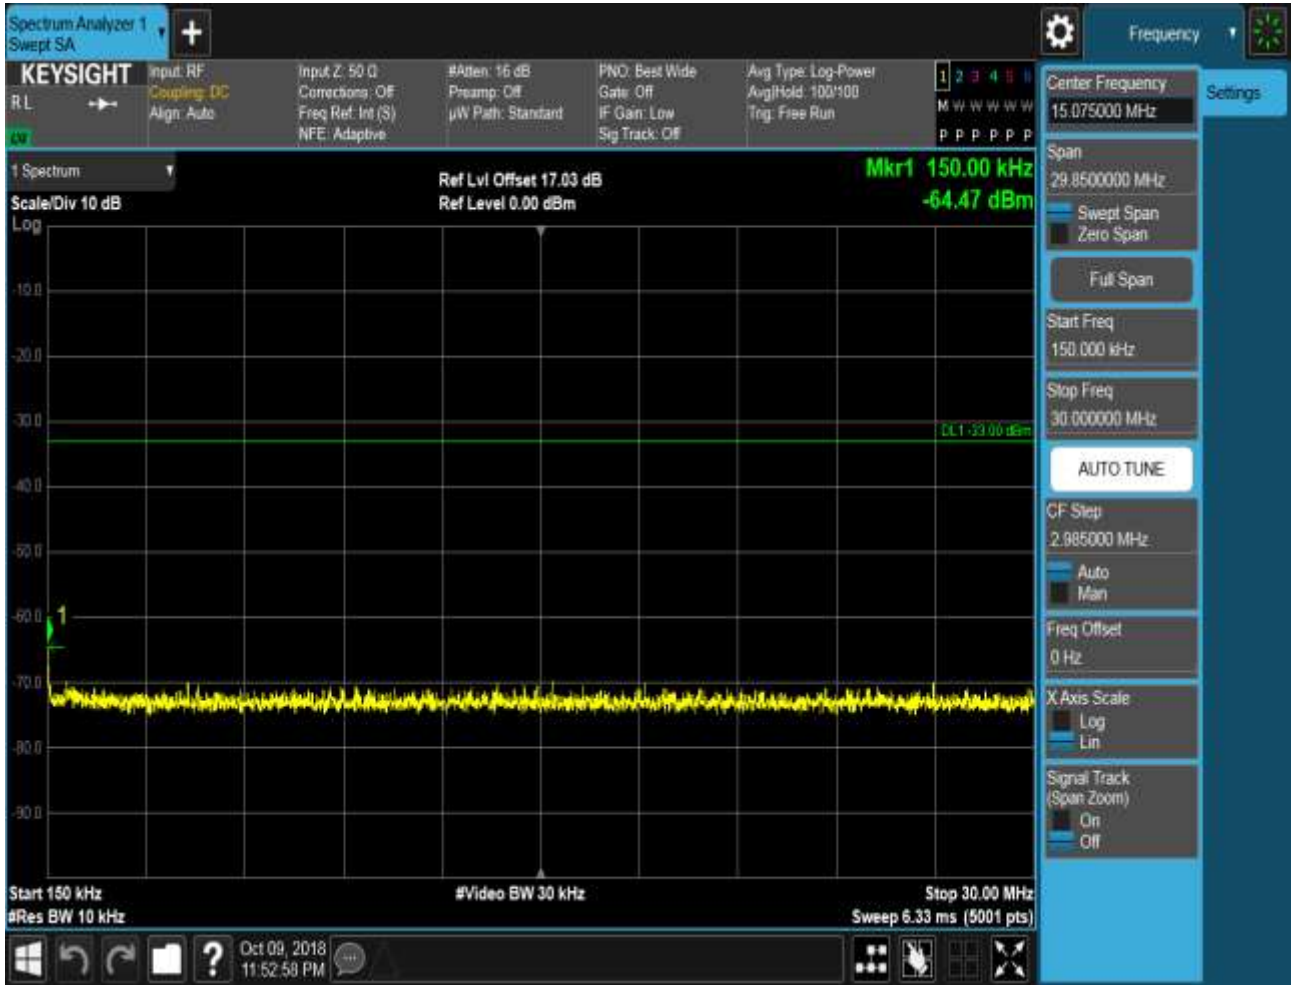 Spectrum Analyzer 1
Swept SA
+
Frequency
KEYSIGHT
R L
LW
Input: RF
Coupling: DC
Align: Auto
Input Z: 50 Ω
Corrections: Off
Freq Ref: Int (S)
NFE: Adaptive
#Atten: 16 dB
Preamp: Off
µW Path: Standard
PNO: Best Wide
Gate: Off
IF Gain: Low
Sig Track: Off
Avg Type: Log-Power
Avg|Hold: 100/100
Trig: Free Run
1 2 3 4 5 6
M W W W W W
P P P P P P
1 Spectrum
Scale/Div 10 dB
Log
Ref Lvl Offset 17.03 dB
Ref Level 0.00 dBm
Mkr1 150.00 kHz
-64.47 dBm
-10.0
-20.0
-30.0
DL1 -33.00 dBm
-40.0
-50.0
-60.0
1
-70.0
-80.0
-90.0
Start 150 kHz
#Res BW 10 kHz
#Video BW 30 kHz
Stop 30.00 MHz
Sweep 6.33 ms (5001 pts)
?
Oct 09, 2018
11:52:58 PM
Center Frequency
15.075000 MHz
Settings
Span
29.8500000 MHz
Swept Span
Zero Span
Full Span
Start Freq
150.000 kHz
Stop Freq
30.000000 MHz
AUTO TUNE
CF Step
2.985000 MHz
Auto
Man
Freq Offset
0 Hz
X Axis Scale
Log
Lin
Signal Track
(Span Zoom)
On
Off